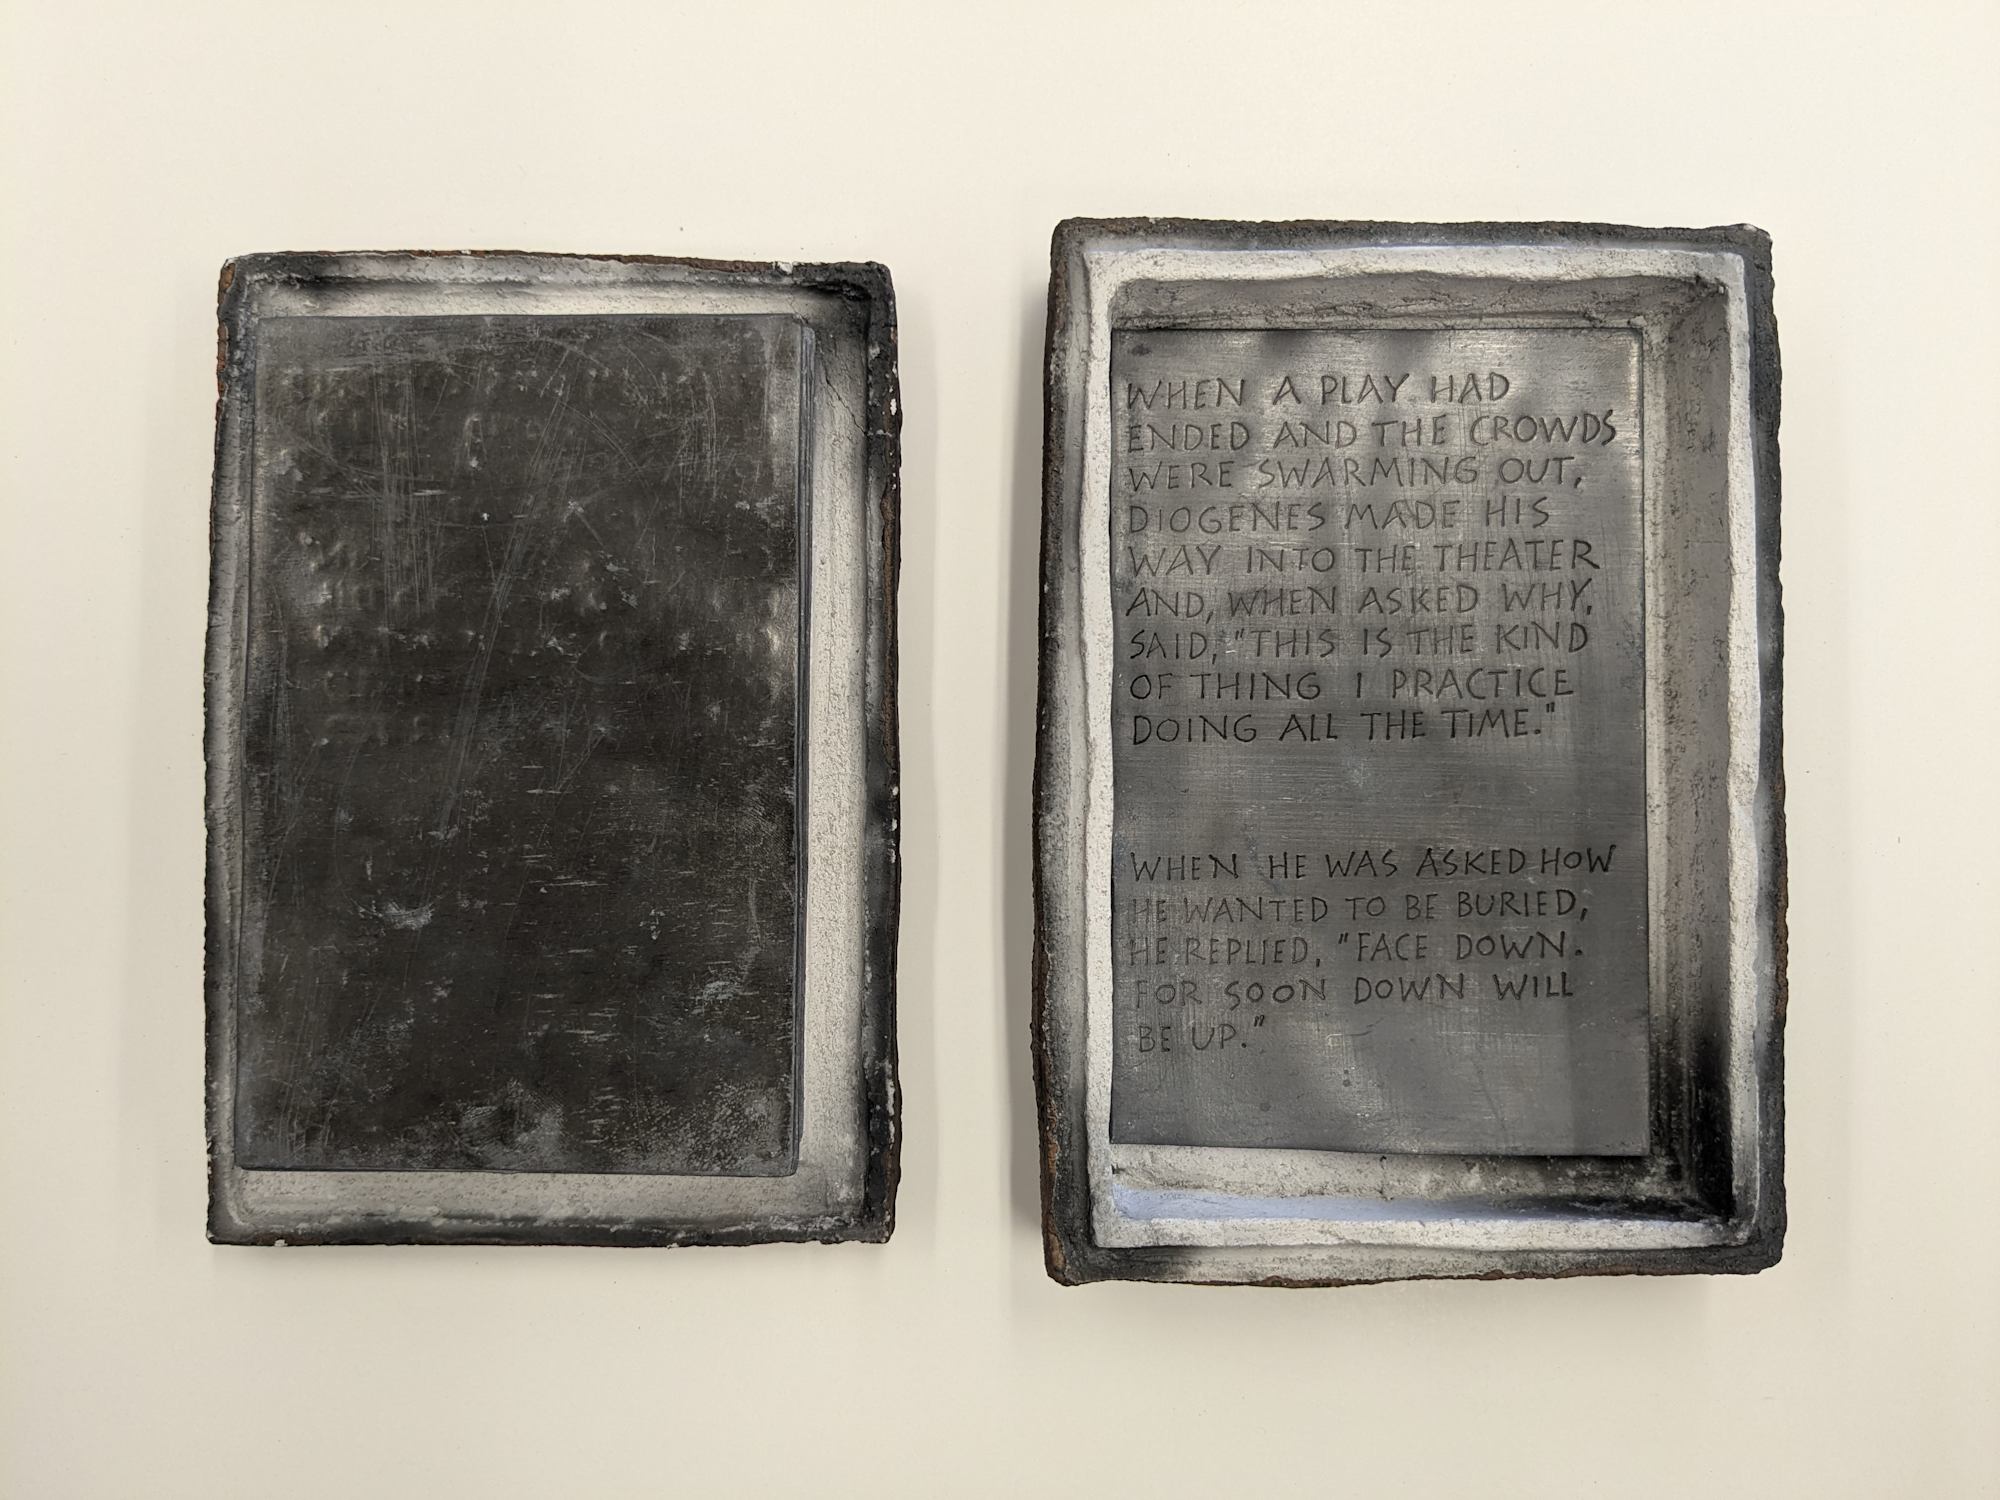 WHEN A PLAY HAD
ENDED AND THE CROWDS
WERE SWARMING OUT,
DIOGENES MADE HIS
WAY INTO THE THEATER
AND, WHEN ASKED WHY,
SAID, "THIS IS THE KIND
OF THING I PRACTICE
DOING ALL THE TIME."
WHEN HE WAS ASKED HOW
HE WANTED TO BE BURIED,
HE REPLIED, "FACE DOWN.
FOR SOON DOWN WILL
BE UP."